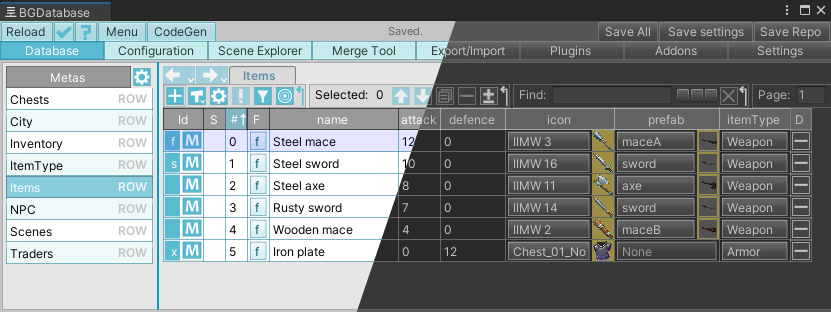 BGDatabase
Reload ? Menu CodeGen Saved. Save All Save settings Save Repo
Database Configuration Scene Explorer Merge Tool Export/Import Plugins Addons Settings
Metas
Chests ROW
City ROW
Inventory ROW
ItemType ROW
Items ROW
NPC ROW
Scenes ROW
Traders ROW
Items
Selected: 0 Find: Page: 1
Id S # F name attack defence icon prefab itemType D
f M 0 f Steel mace 12 0 IIMW 3 maceA Weapon
s M 1 f Steel sword 10 0 IIMW 16 sword Weapon
M 2 f Steel axe 8 0 IIMW 11 axe Weapon
M 3 f Rusty sword 7 0 IIMW 14 sword Weapon
M 4 f Wooden mace 4 0 IIMW 2 maceB Weapon
x M 5 f Iron plate 0 12 Chest_01_No None Armor